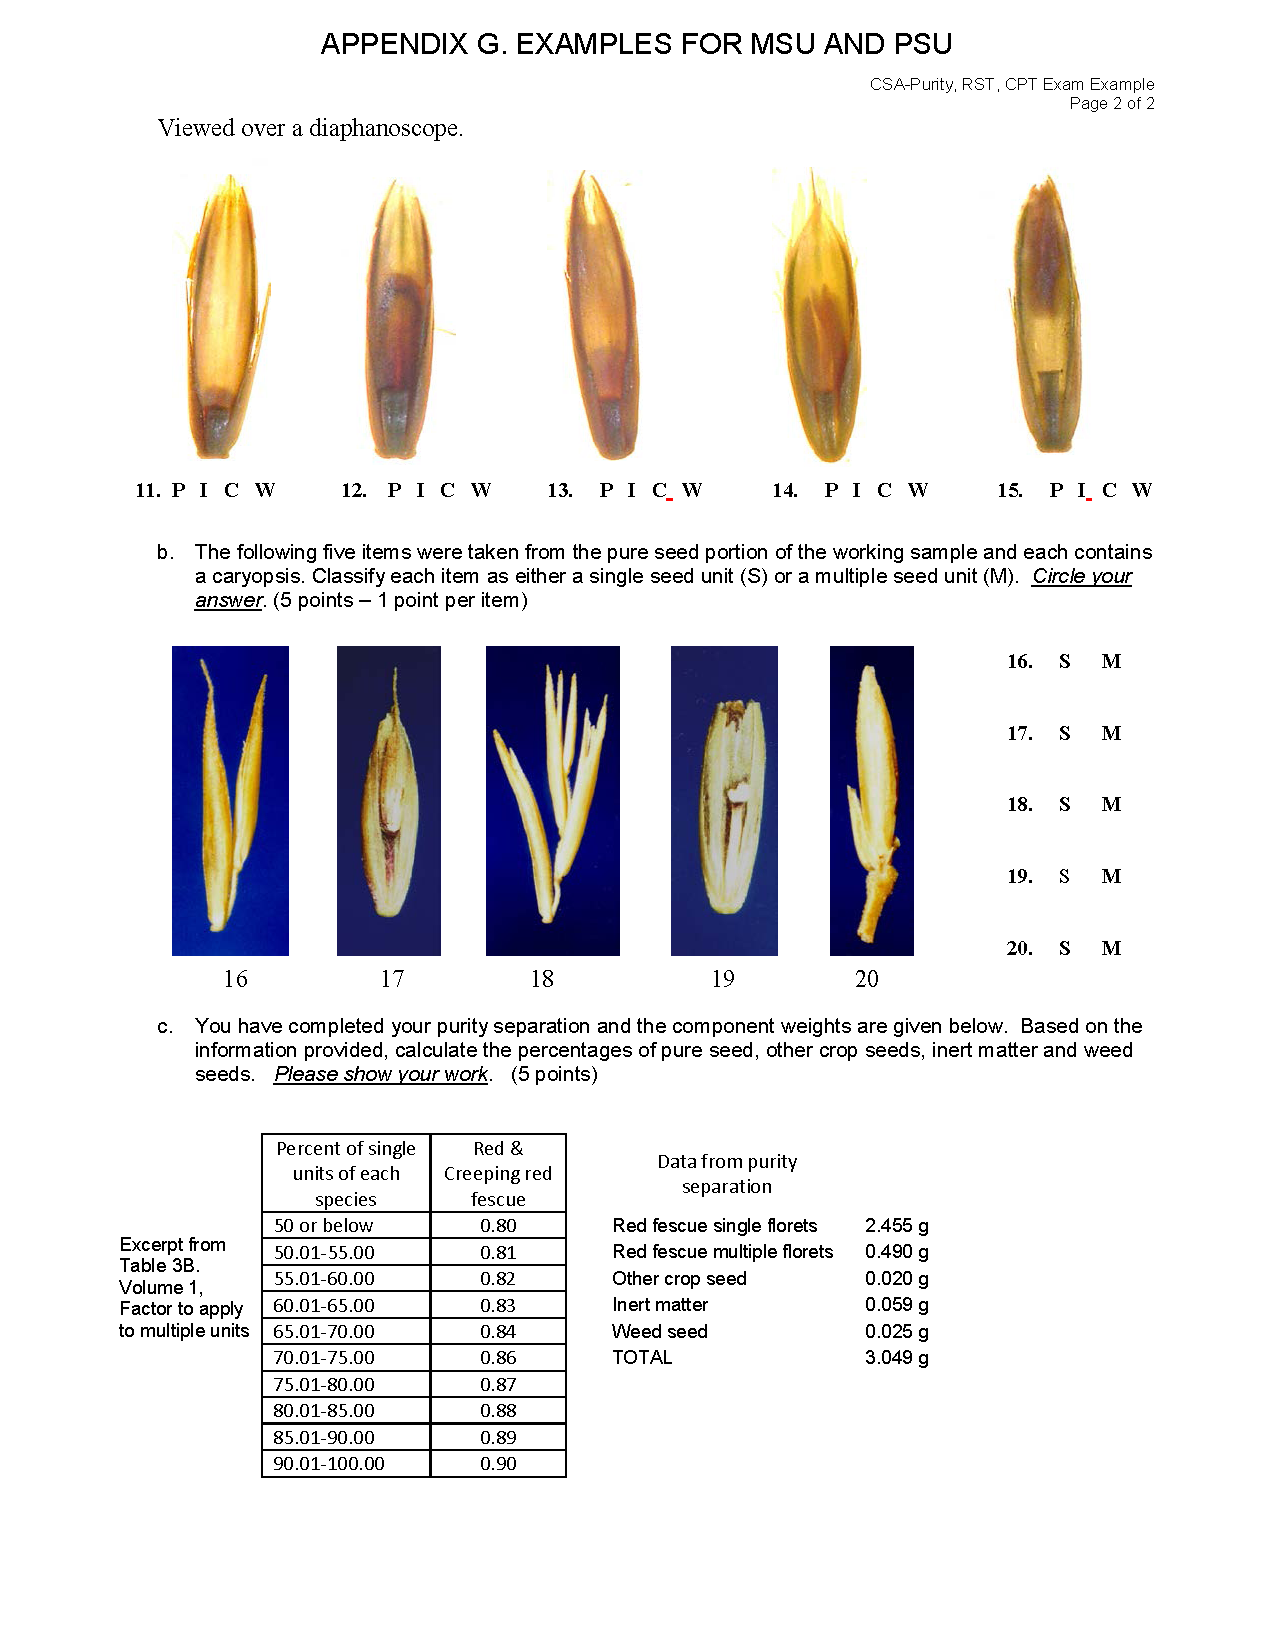 APPENDIX G. EXAMPLES FOR MSU AND PSU
CSA-Purity, RST, CPT Exam Example
Page 2 of 2
Viewed over a diaphanoscope.
11. P I C W 12. P I C W 13. P I C W 14. P I C W 15. P I C W
b. The following five items were taken from the pure seed portion of the working sample and each contains
a caryopsis. Classify each item as either a single seed unit (S) or a multiple seed unit (M). Circle your
answer. (5 points – 1 point per item)
16. S M
17. S M
18. S M
19. S M
20. S M
16 17 18 19 20
c. You have completed your purity separation and the component weights are given below. Based on the
information provided, calculate the percentages of pure seed, other crop seeds, inert matter and weed
seeds. Please show your work. (5 points)
Excerpt from
Table 3B.
Volume 1,
Factor to apply
to multiple units
Percent of single
units of each
species
Red &
Creeping red
fescue
50 or below 0.80
50.01-55.00 0.81
55.01-60.00 0.82
60.01-65.00 0.83
65.01-70.00 0.84
70.01-75.00 0.86
75.01-80.00 0.87
80.01-85.00 0.88
85.01-90.00 0.89
90.01-100.00 0.90
Data from purity
separation
Red fescue single florets 2.455 g
Red fescue multiple florets 0.490 g
Other crop seed 0.020 g
Inert matter 0.059 g
Weed seed 0.025 g
TOTAL 3.049 g